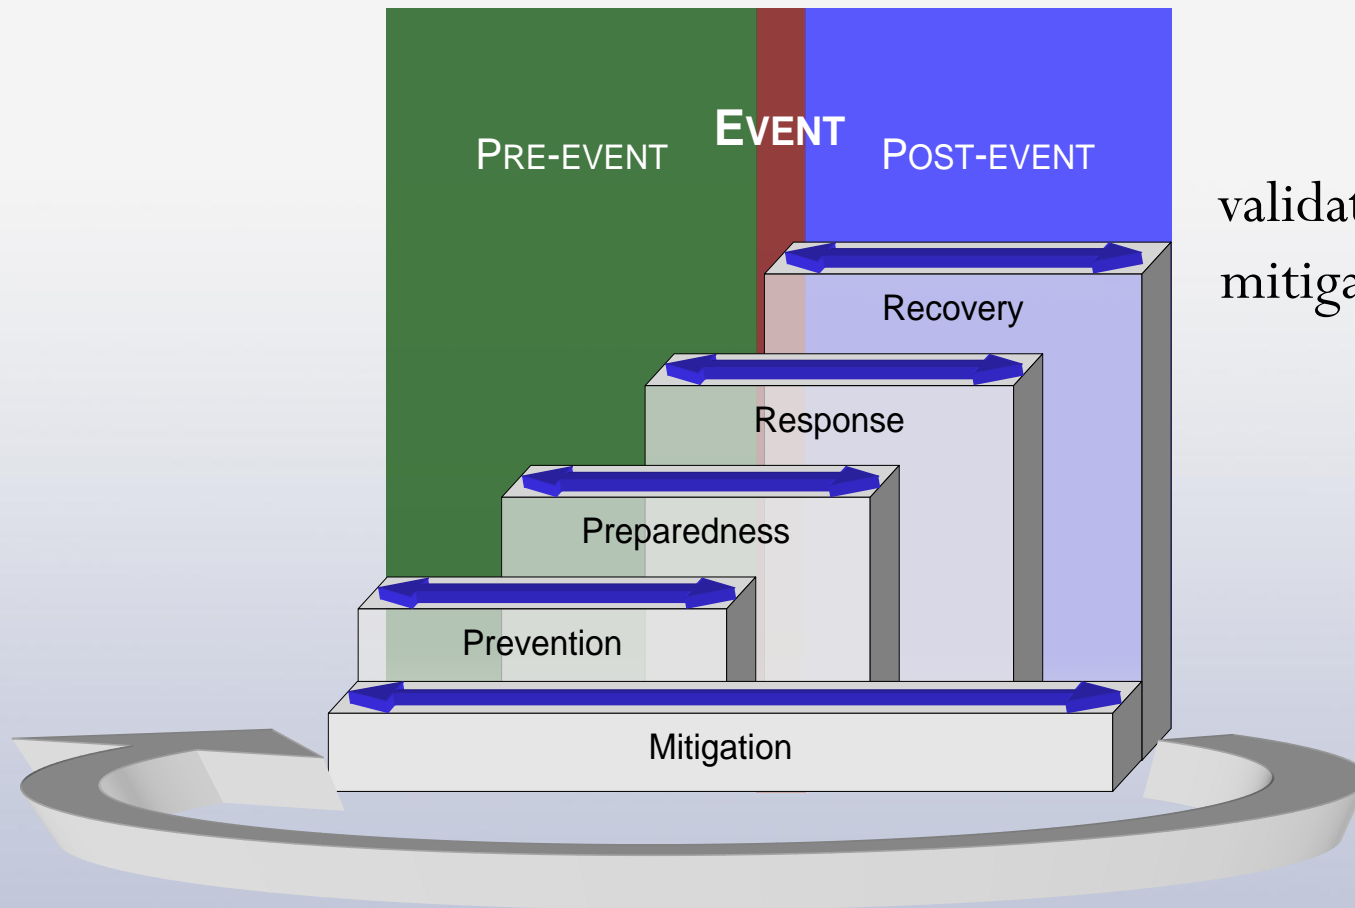 PRE-EVENT
EVENT
POST-EVENT
Recovery
Response
Preparedness
Prevention
Mitigation